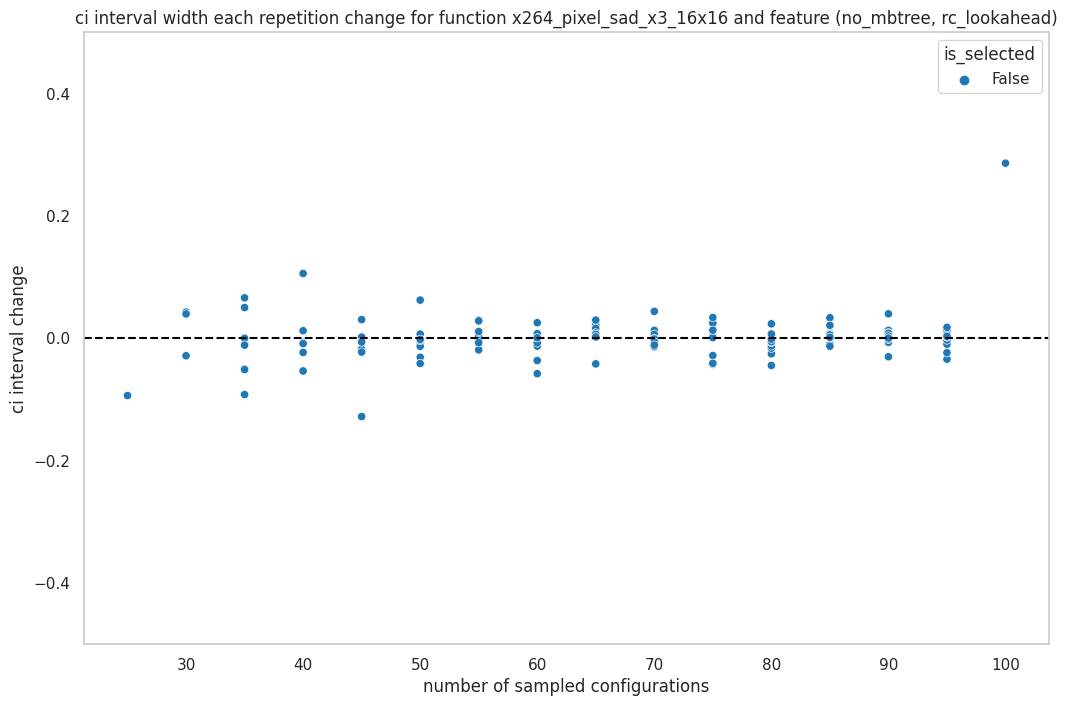 ci interval width each repetition change for function x264_pixel_sad_x3_16x16 and feature (no_mbtree, rc_lookahead)
is_selected
False
0.4
0.2
0.0
−0.2
−0.4
ci interval change
30 40 50 60 70 80 90 100
number of sampled configurations